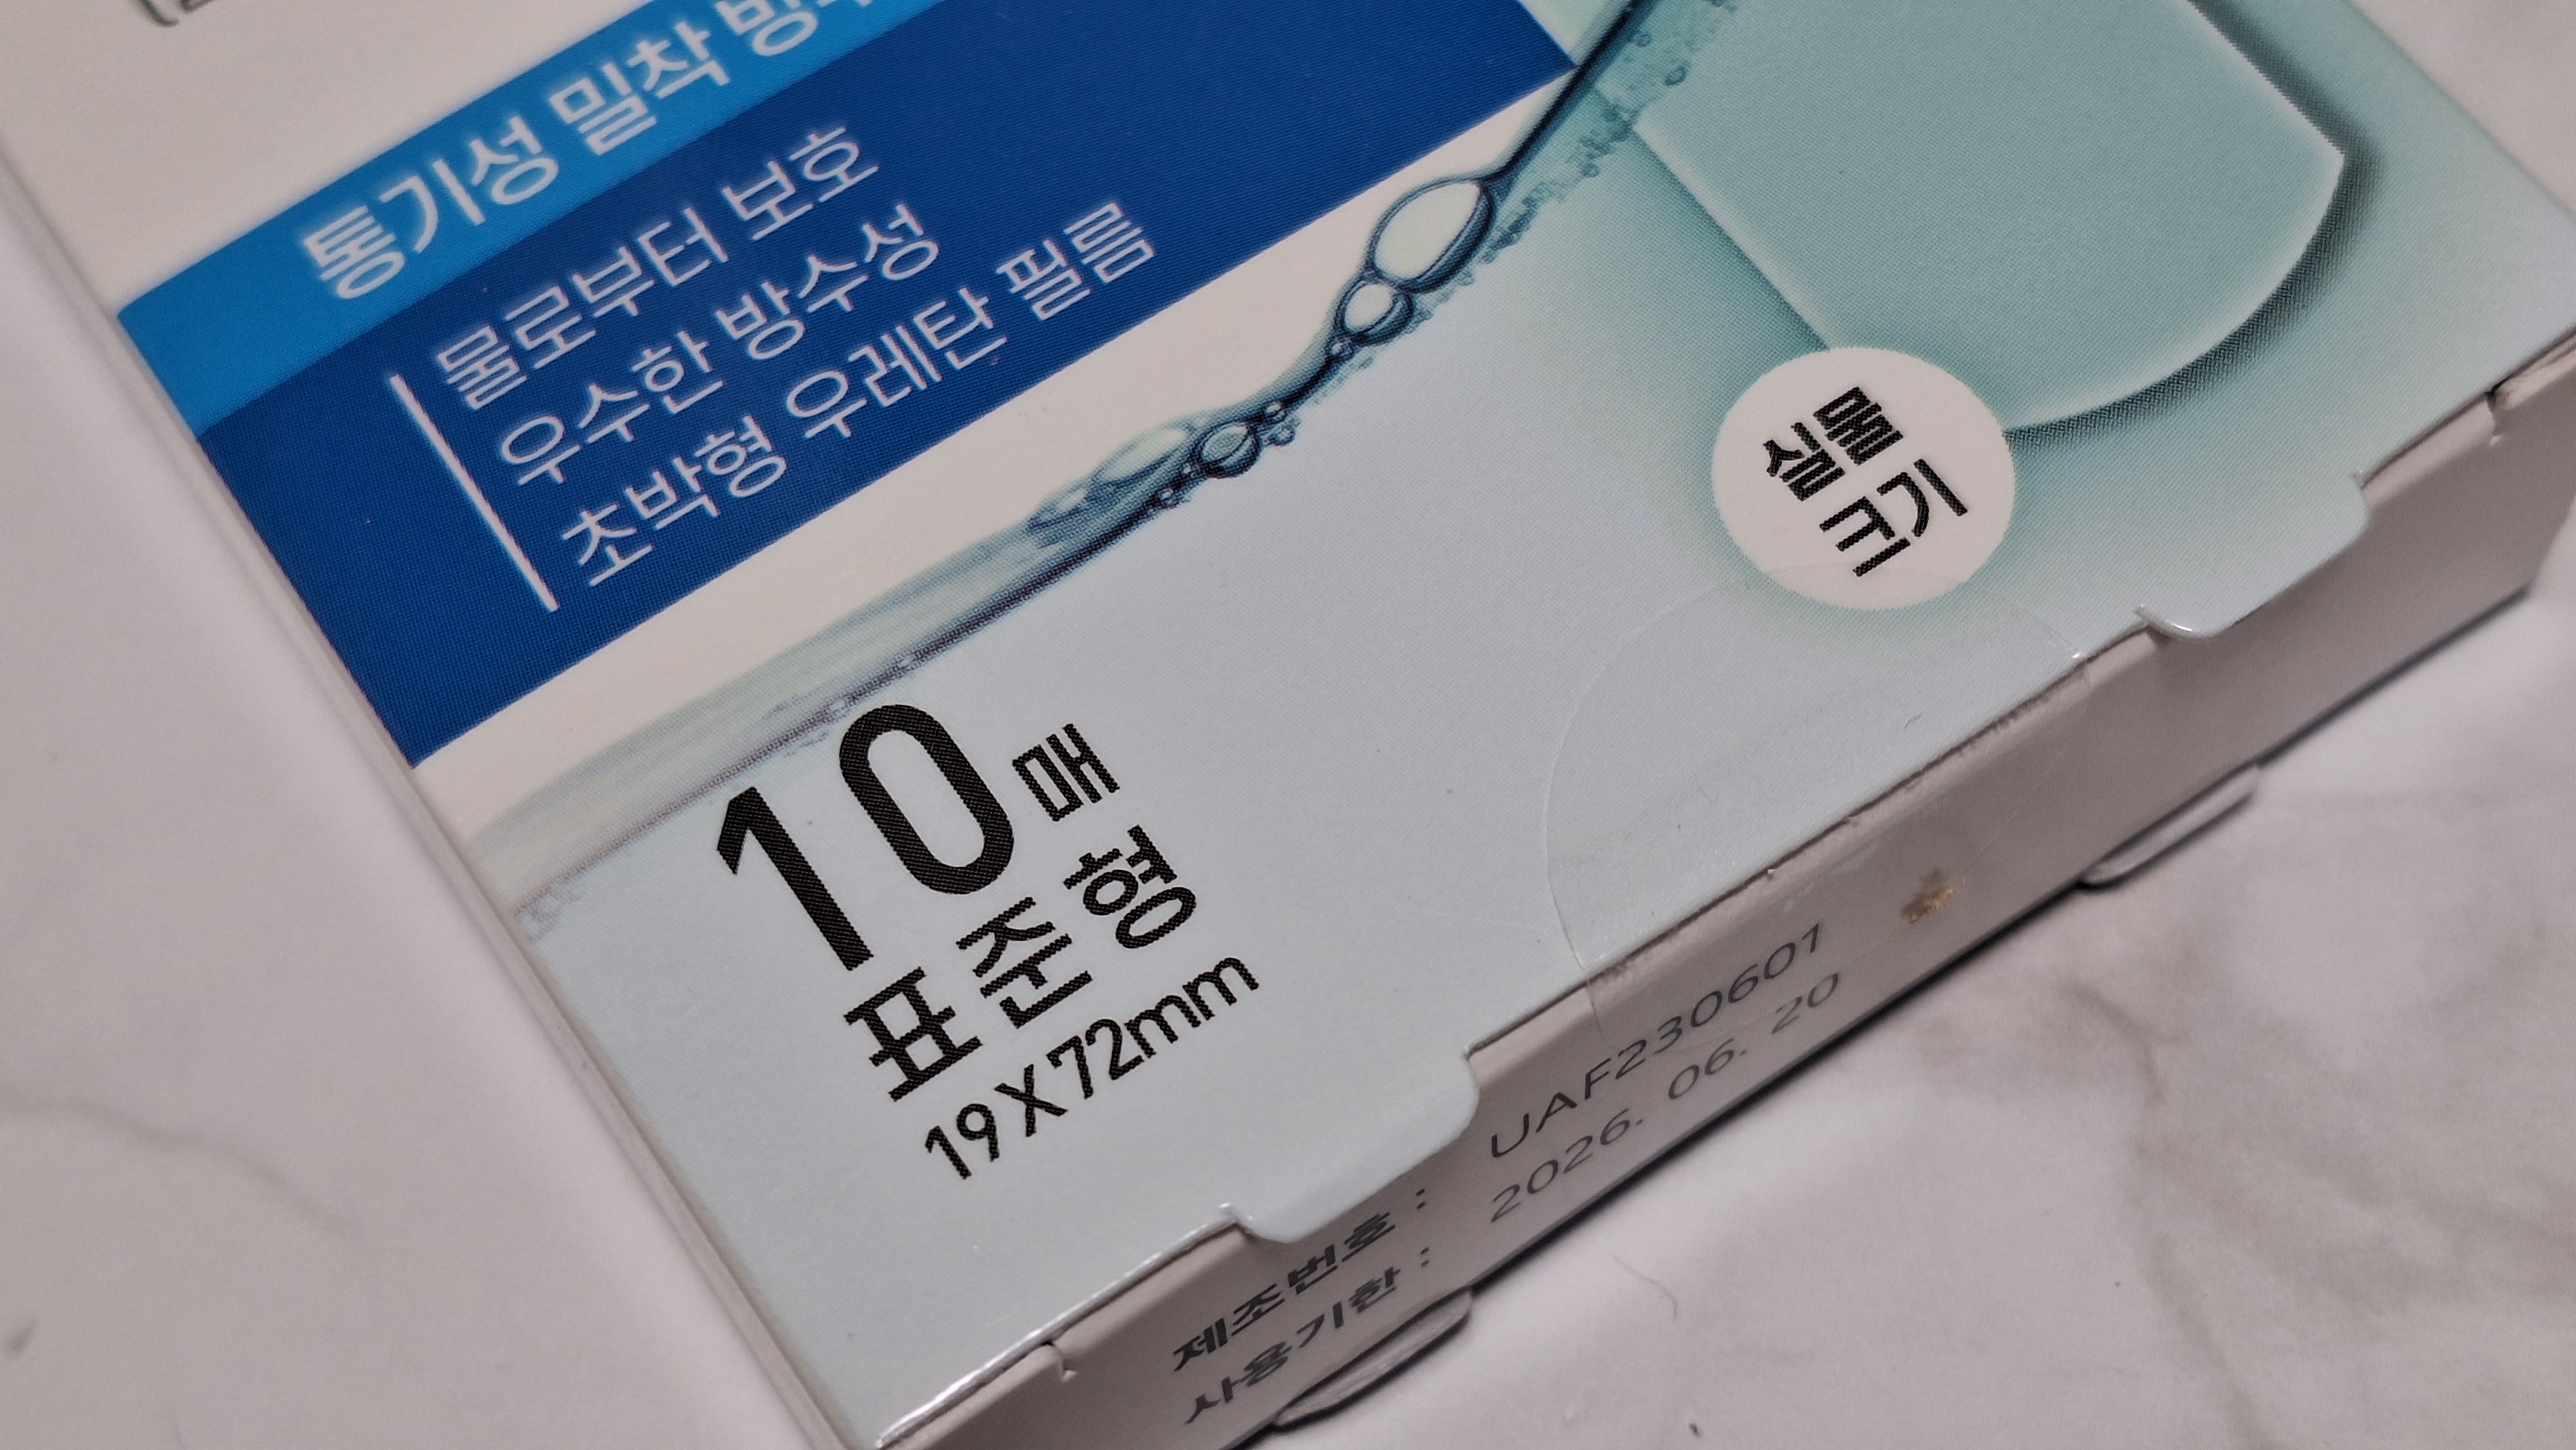 통기성 밀착
물로부터 보호
우수한 방수성
초박형 우레탄 필름
실물
크기
10매
표준형
19X72mm
제조번호 : UAF230601
사용기한 : 2026. 06. 20